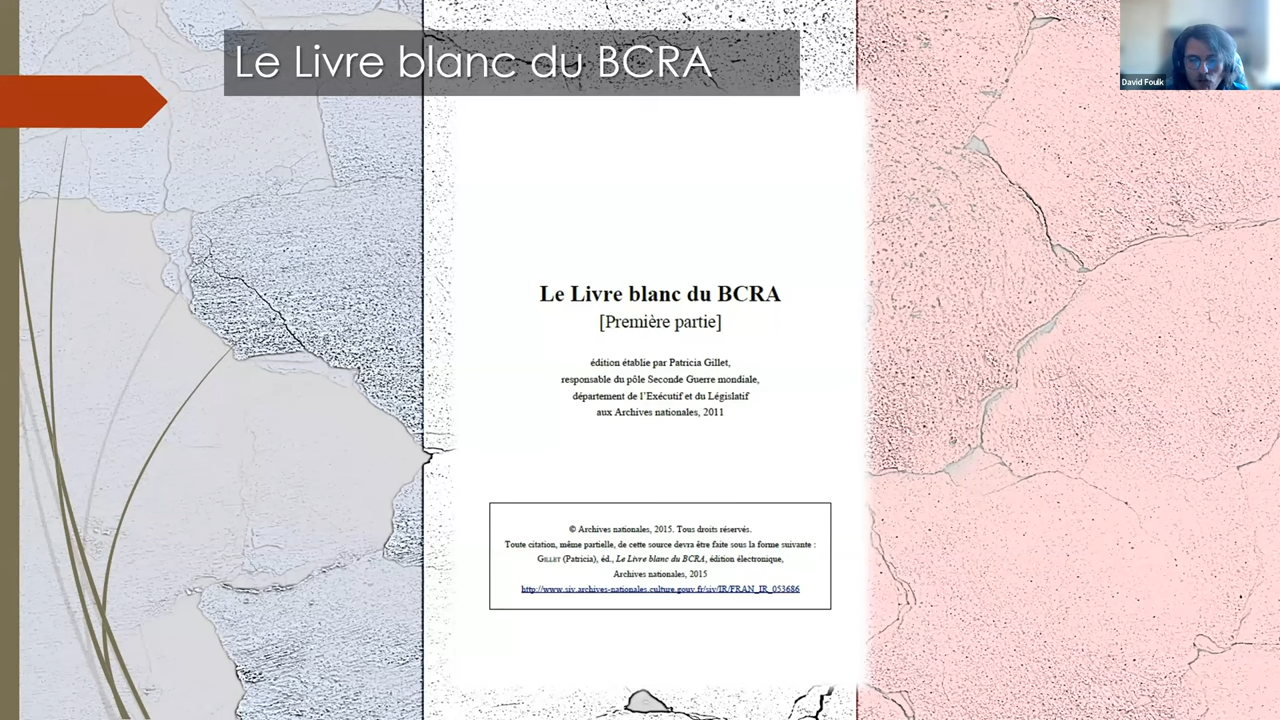 Le Livre blanc du BCRA
David Foulk
Le Livre blanc du BCRA
[Première partie]
édition établie par Patricia Gillet,
responsable du pôle Seconde Guerre mondiale,
département de l'Exécutif et du Législatif
aux Archives nationales, 2011
© Archives nationales, 2015. Tous droits réservés.
Toute citation, même partielle, de cette source devra être faite sous la forme suivante :
GILLET (Patricia), éd., Le Livre blanc du BCRA, édition électronique,
Archives nationales, 2015
http://www.siv.archives-nationales.culture.gouv.fr/siv/IR/FRAN_IR_053686